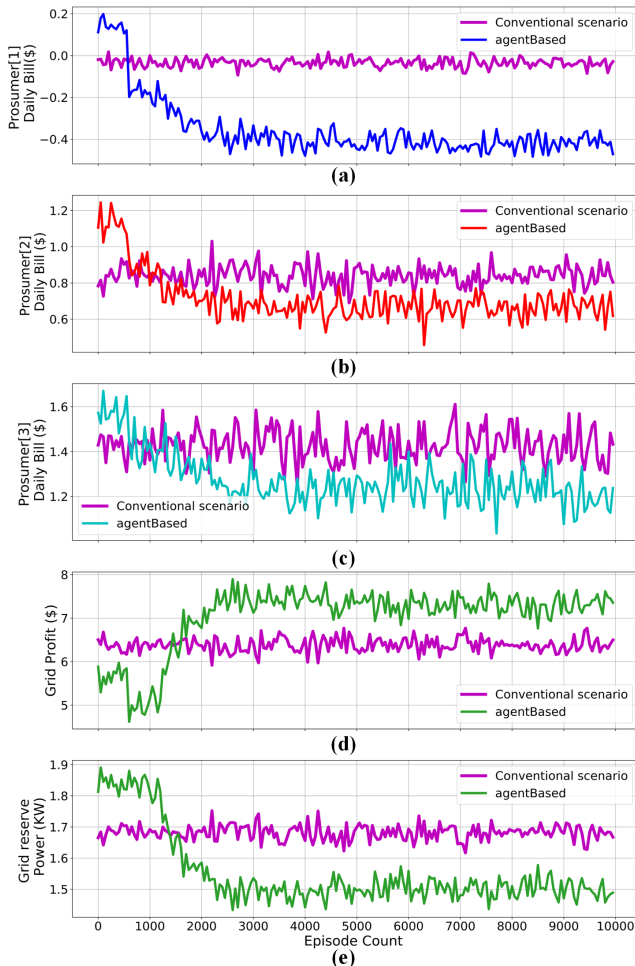 Prosumer[1]
Daily Bill($)
0.2
0.0
−0.2
−0.4
Conventional scenario
agentBased
(a)
Prosumer[2]
Daily Bill ($)
1.2
1.0
0.8
0.6
Conventional scenario
agentBased
(b)
Prosumer[3]
Daily Bill ($)
1.6
1.4
1.2
Conventional scenario
agentBased
(c)
Grid Profit ($)
8
7
6
5
Conventional scenario
agentBased
(d)
Grid reserve
Power (KW)
1.9
1.8
1.7
1.6
1.5
1.4
Conventional scenario
agentBased
0 1000 2000 3000 4000 5000 6000 7000 8000 9000 10000
Episode Count
(e)